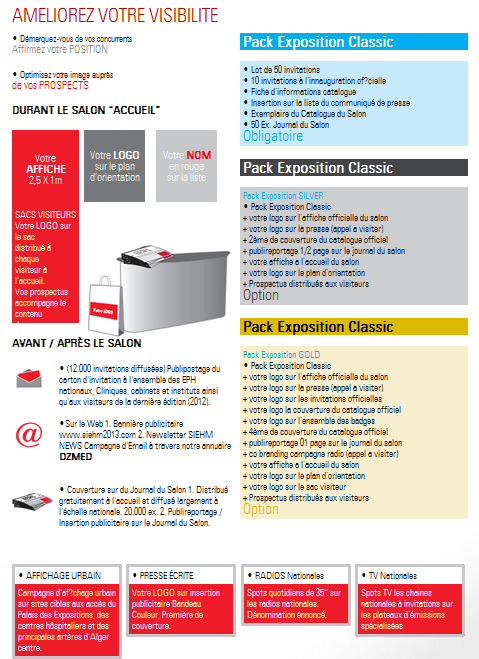 AMELIOREZ VOTRE VISIBILITE
• Démarquez-vous de vos concurrents
Affirmez votre POSITION
• Optimisez votre image auprès
de vos PROSPECTS
DURANT LE SALON "ACCUEIL"
Votre
AFFICHE
2,5 X 1m
SACS VISITEURS
Votre LOGO sur
le sac
distribué à
chaque
visiteur à
l'accueil.
Vos prospectus
accompagne le
contenu
Votre LOGO
sur le plan
d'orientation
Votre NOM
en rouge
sur la liste
Votre LOGO
AVANT / APRÈS LE SALON
• (12.000 invitations diffusées) Publipostage du
carton d'invitation à l'ensemble des EPH
nationaux, Cliniques, cabinets et instituts ainsi
qu'aux visiteurs de la dernière édition (2012).
•Sur le Web 1. Bannière publicitaire
www.siehm2013.com 2. Newsletter SIEHM
NEWS Campagne d'Email à travers notre annuaire
DZMED
• Couverture sur du Journal du Salon 1. Distribué
gratuitement à l'accueil et diffusé largement à
l'échelle nationale. 20.000 ex. 2. Publireportage /
Insertion publicitaire sur le Journal du Salon.
Pack Exposition Classic
• Lot de 50 invitations
• 10 invitations à l'innauguration of?cielle
• Fiche d'informations catalogue
• Insertion sur la liste du communiqué de presse
• Exemplaire du Catalogue du Salon
• 50 Ex. Journal du Salon
Obligatoire
Pack Exposition Classic
Pack Exposition SILVER
• Pack Exposition Classic
+ votre logo sur l'affiche officielle du salon
+ votre logo sur la presse (appel a visiter)
+ 2ème de couverture du catalogue officiel
+ publireportage 1/2 page sur le journal du salon
+ votre affiche a l'accueil du salon
+ votre logo sur le plan d'orientation
+ Prospectus distribués aux visiteurs
Option
Pack Exposition Classic
Pack Exposition GOLD
• Pack Exposition Classic
+ votre logo sur l'affiche officielle du salon
+ votre logo sur la presse (appel a visiter)
+ votre logo sur les invitations officielles
+ votre logo la couverture du catalogue officiel
+ votre logo sur l'ensemble des badges
+ 4ème de couverture du catalogue officiel
+ publireportage 01 page sur le journal du salon
+ co branding campagne radio (appel a visiter)
+ votre affiche a l'accueil du salon
+ votre logo sur le plan d'orientation
+ votre logo sur le sac visiteur
+ Prospectus distribués aux visiteurs
Option
• AFFICHAGE URBAIN
Campagne d'af?chage urbain
sur sites cibles aux accès du
Palais des Expositions, des
centres hôspitaliers et des
principales artères d'Alger
centre.
• PRESSE ÉCRITE
Votre LOGO sur insertion
publicitaire Bandeau
Couleur, Première de
couverture.
• RADIOS Nationales
Spots quotidiens de 35" sur
les radios nationales.
Dénomination énnoncé.
• TV Nationales
Spots TV les chaines
nationales à invitations sur
les plateaux d'émissions
spécialisées